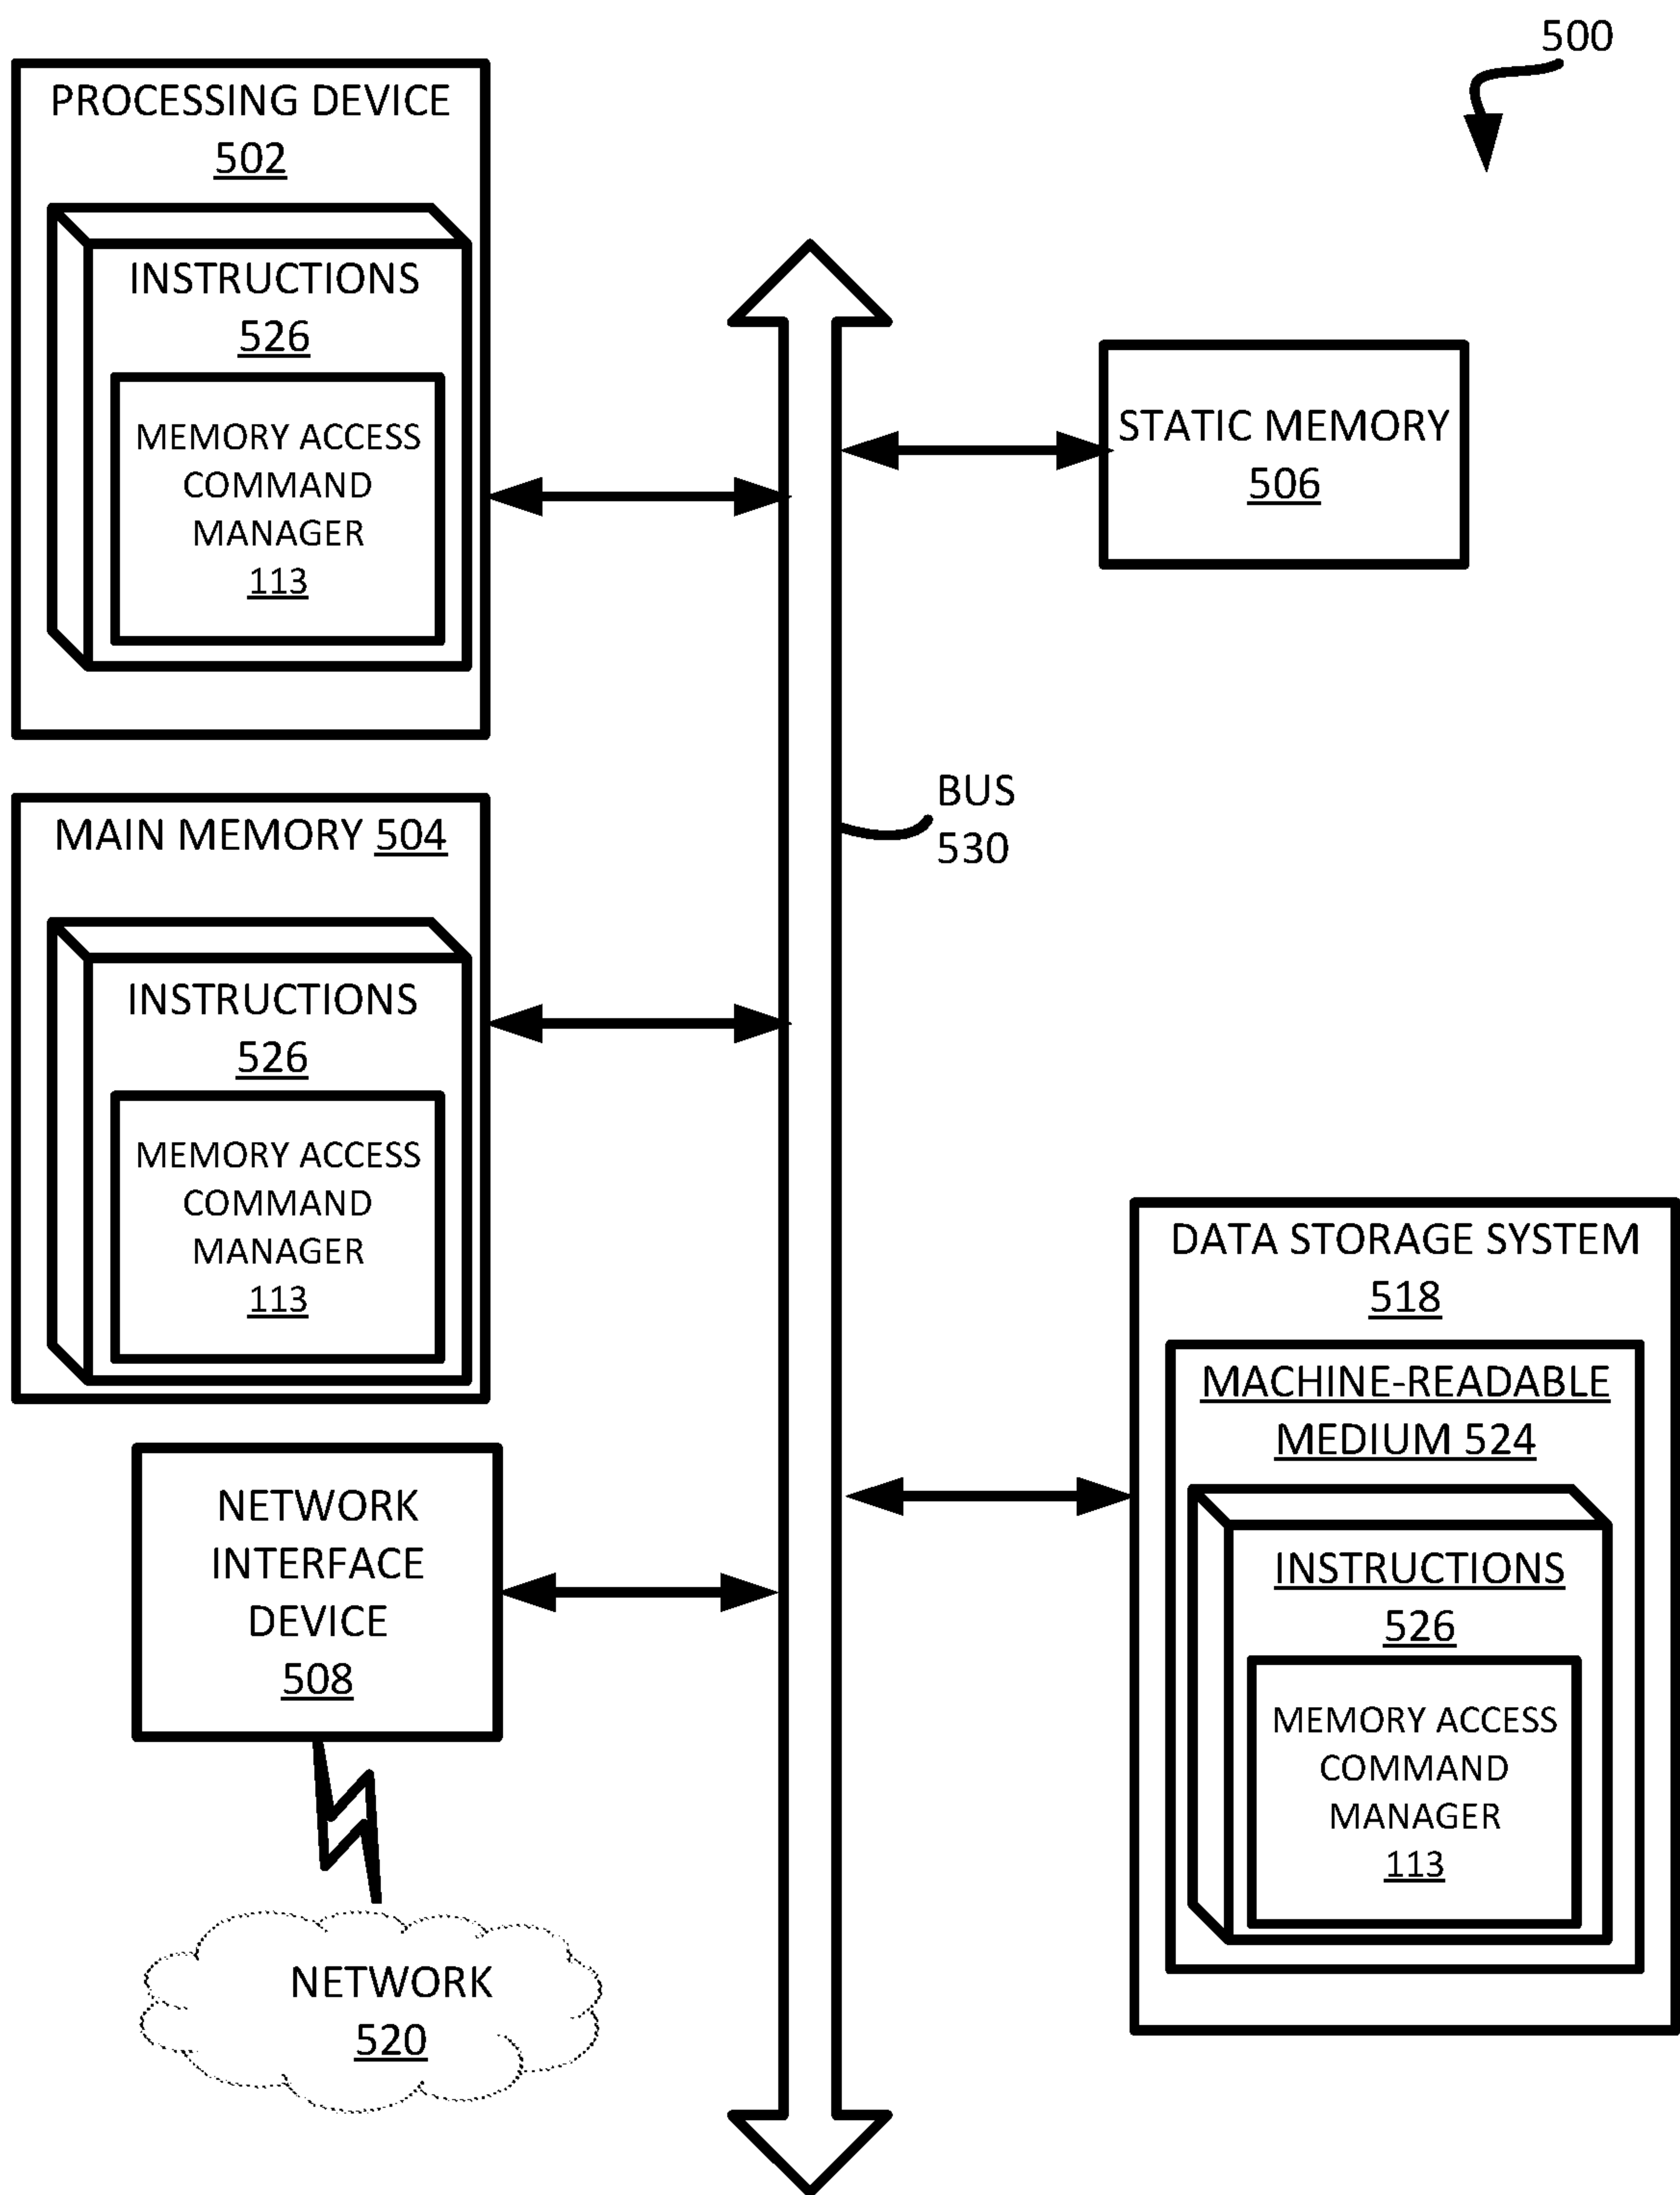 500
PROCESSING DEVICE
502
INSTRUCTIONS
526
MEMORY ACCESS
COMMAND
MANAGER
113
STATIC MEMORY
506
BUS
530
MAIN MEMORY 504
INSTRUCTIONS
526
MEMORY ACCESS
COMMAND
MANAGER
113
DATA STORAGE SYSTEM
518
MACHINE-READABLE
MEDIUM 524
INSTRUCTIONS
526
MEMORY ACCESS
COMMAND
MANAGER
113
NETWORK
INTERFACE
DEVICE
508
NETWORK
520